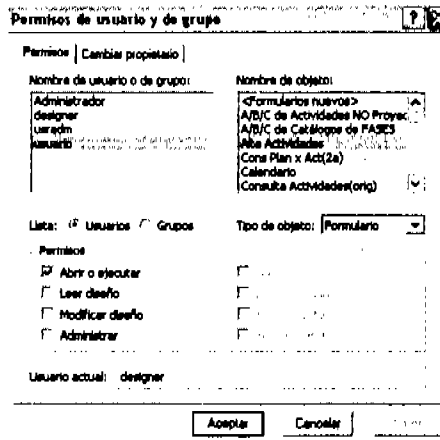 Permisos de usuario y de grupo
Permisos
Cambiar propietario
Nombre de usuario o de grupo:
Administrador
designer
usradm
usuario
Nombre de objeto:
<Formularios nuevos>
A/B/C de Actividades NO Proyec
A/B/C de Catálogos de FASES
Alta Actividades
Cons Plan x Act(2a)
Calendario
Consulta Actividades(orig)
Lista: Usuarios Grupos
Tipo de objeto: Formulario
Permisos
Abrir o ejecutar
Leer diseño
Modificar diseño
Administrar
Usuario actual: designer
Aceptar
Cancelar